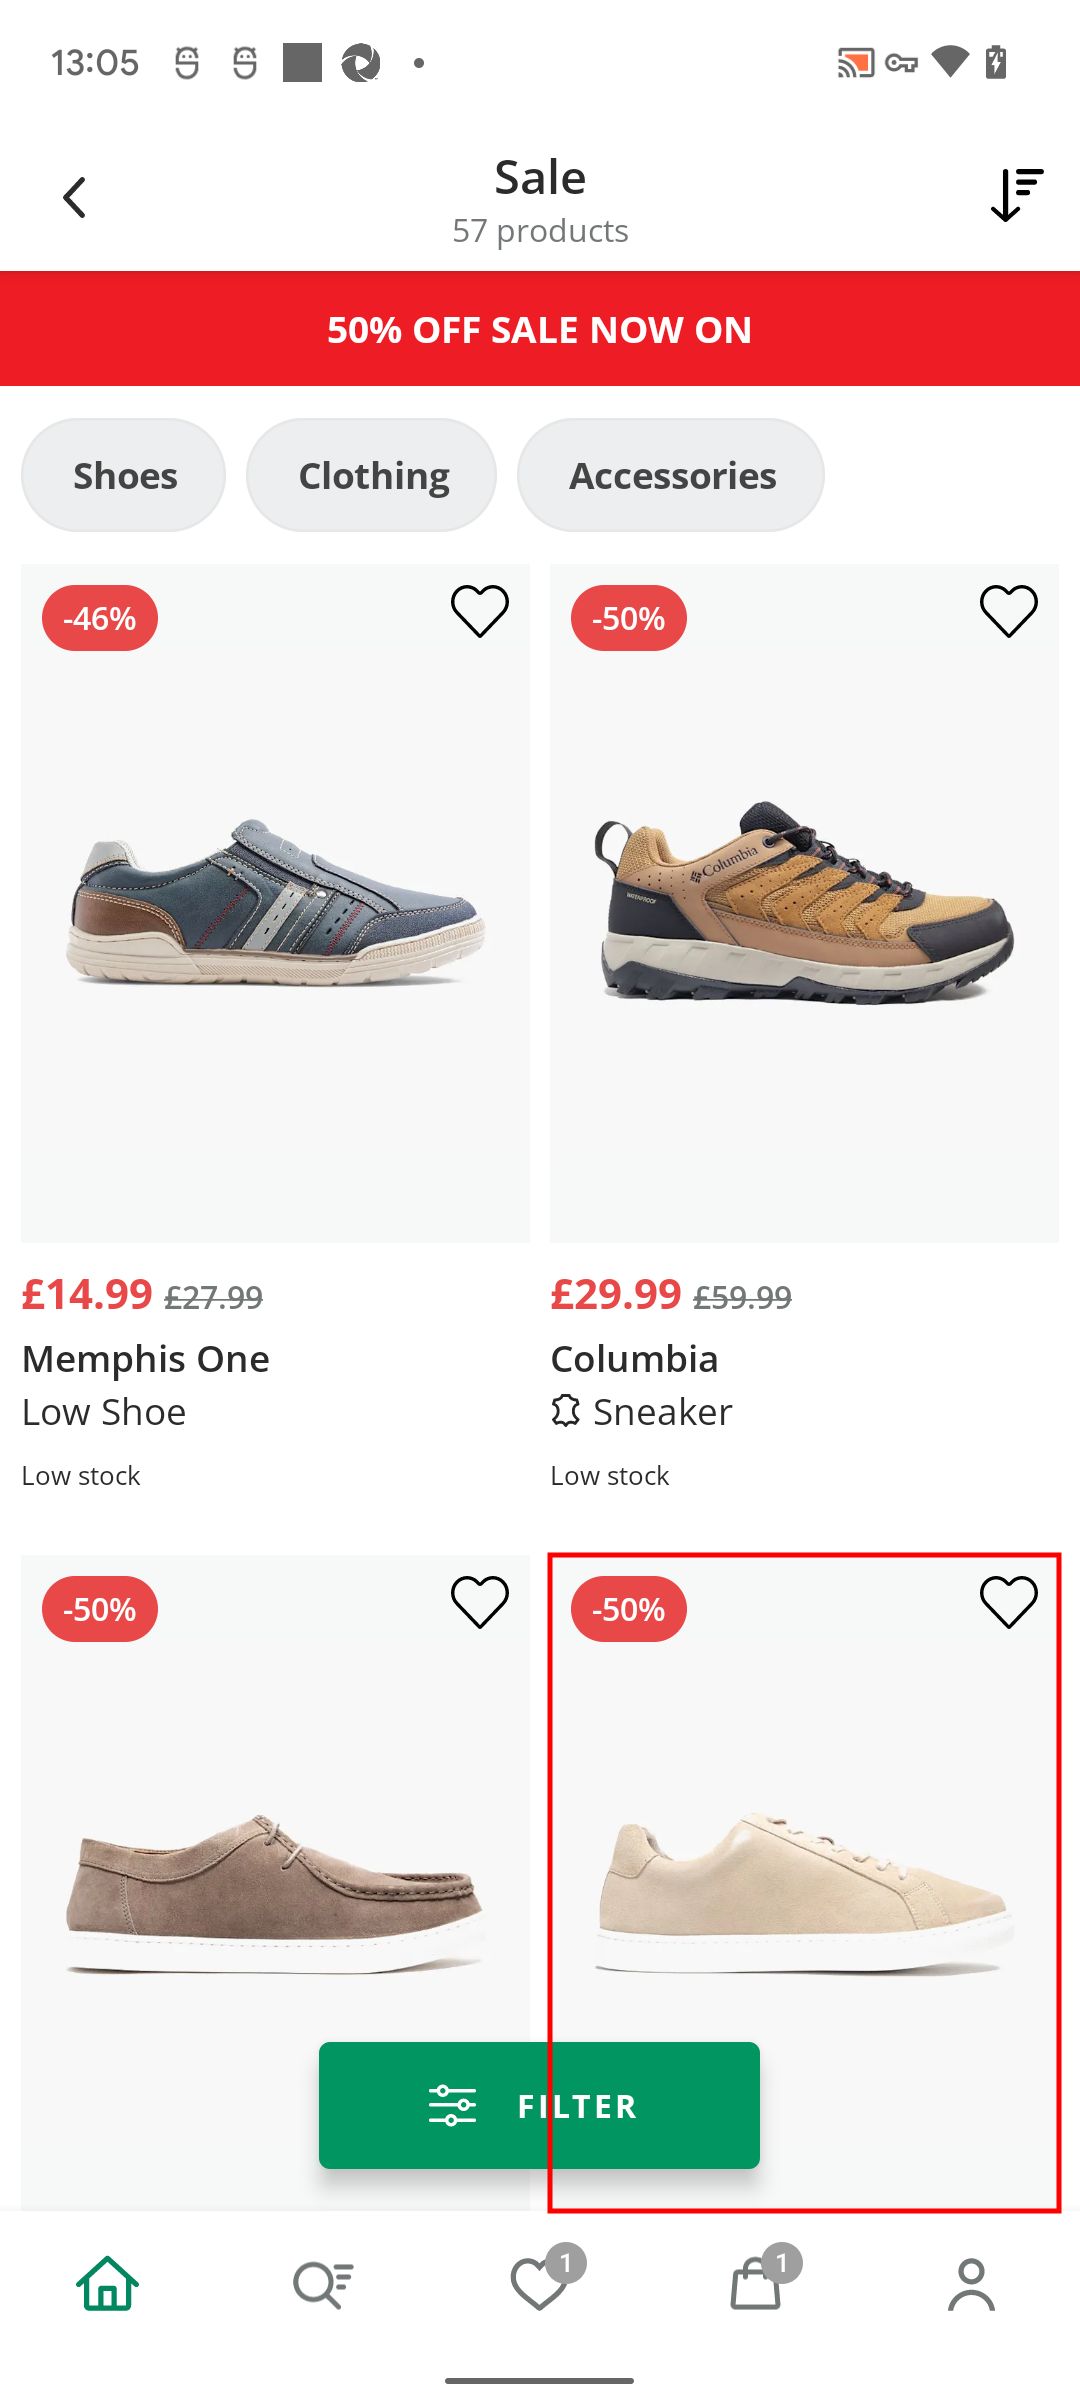 13:05
Sale
57 products
50% OFF SALE NOW ON
Shoes
Clothing
Accessories
-46%
-50%
Columbia
WATERPROOF
£14.99 £27.99
£29.99 £59.99
Memphis One
Columbia
Low Shoe
Sneaker
Low stock
Low stock
-50%
-50%
FILTER
1
1